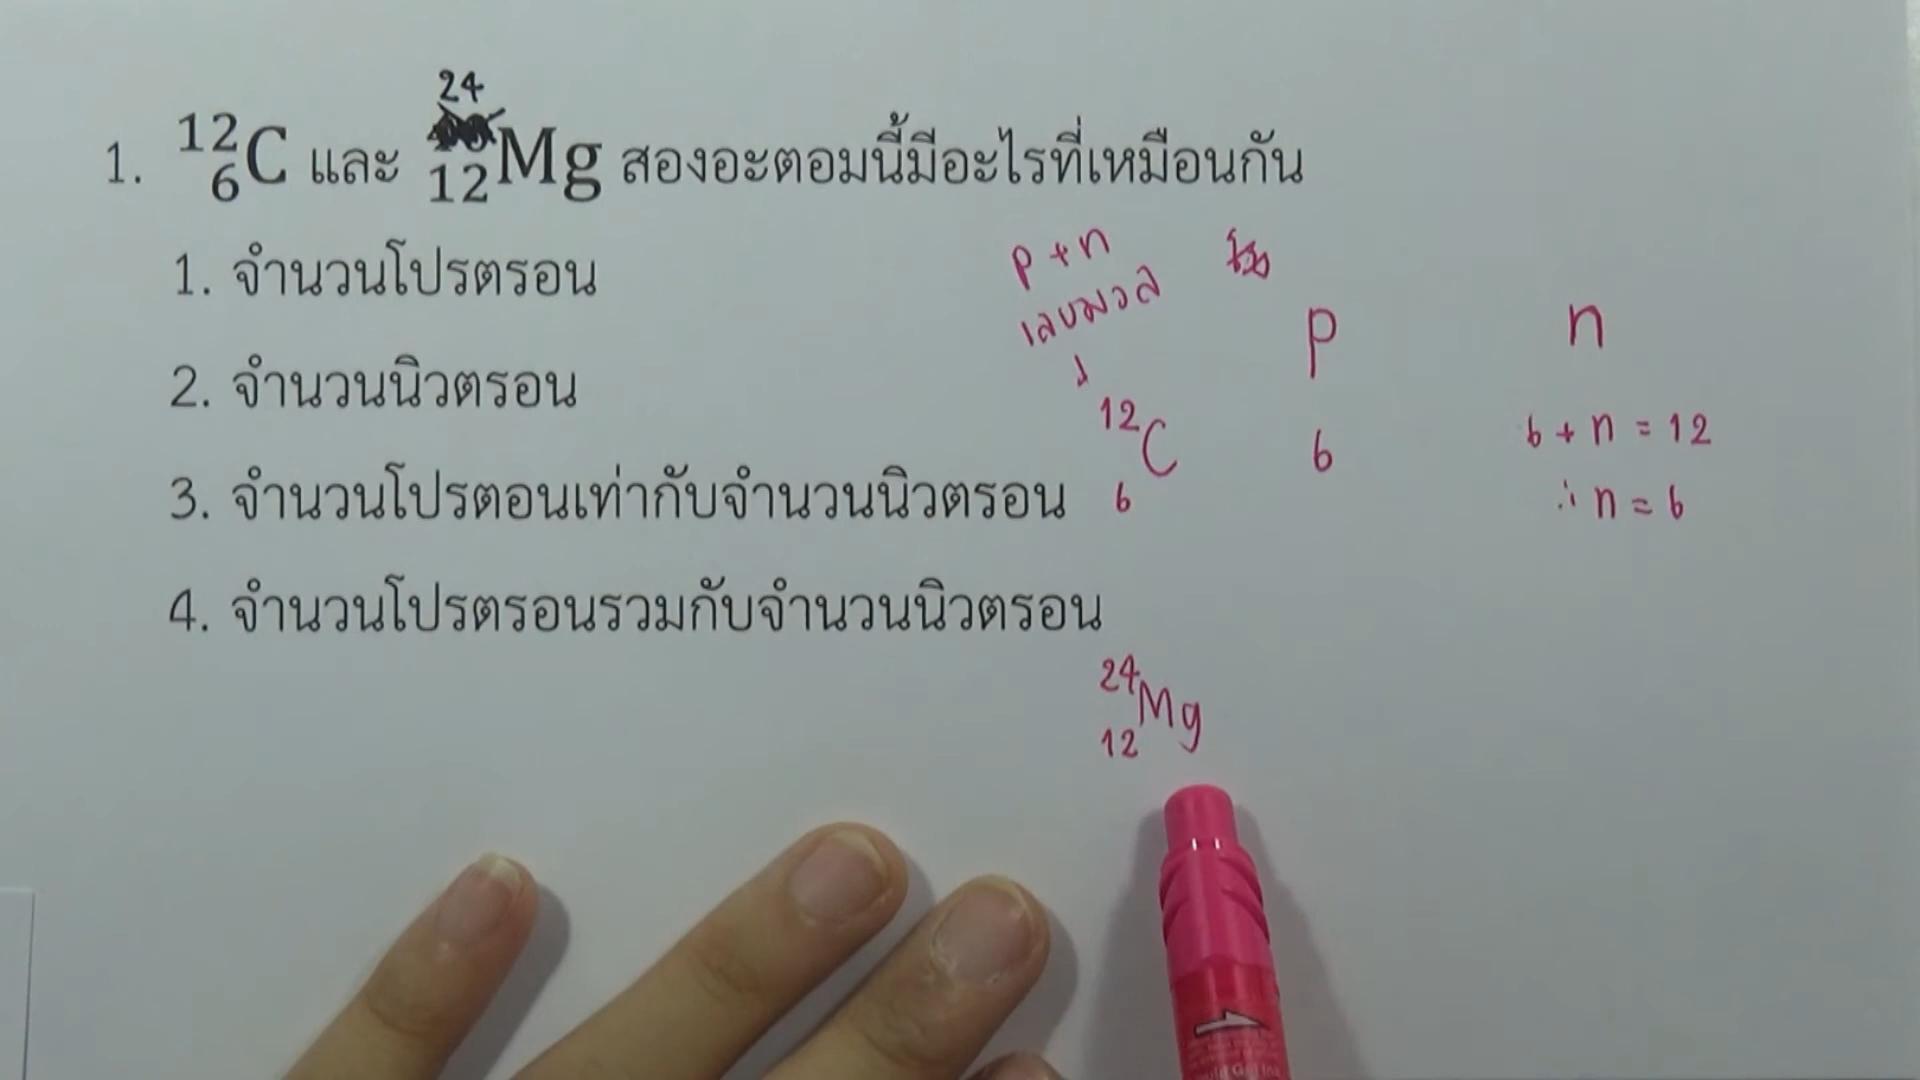 24
1. ¹²₆C และ ₁₂Mg สองอะตอมนี้มีอะไรที่เหมือนกัน
1. จำนวนโปรตรอน
2. จำนวนนิวตรอน
3. จำนวนโปรตอนเท่ากับจำนวนนิวตรอน
4. จำนวนโปรตรอนรวมกับจำนวนนิวตรอน
p + n
เลขมวล
p n
¹²₆C 6 6 + n = 12
∴ n = 6
²⁴₁₂Mg